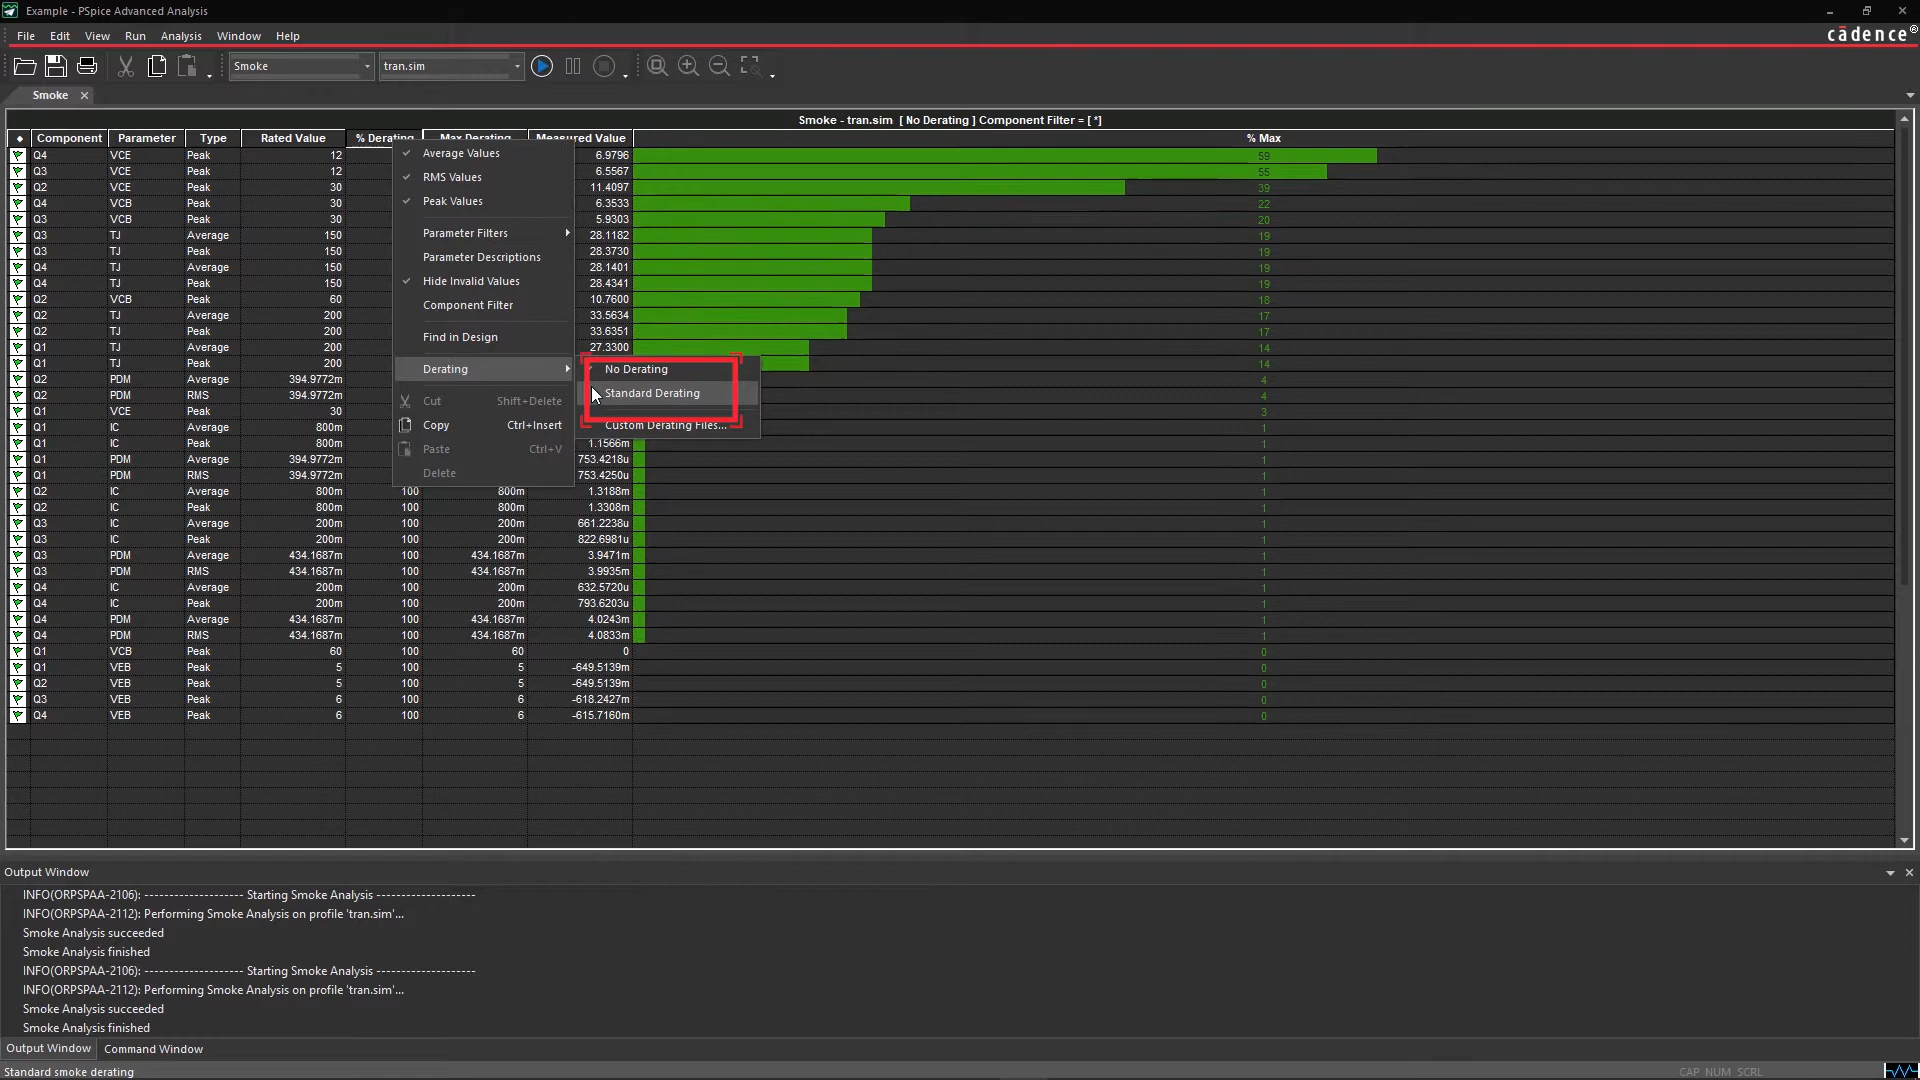 Example - PSpice Advanced Analysis
File Edit View Run Analysis Window Help
cādence®
Smoke tran.sim
Smoke
Smoke - tran.sim [ No Derating ] Component Filter = [ *]
Component Parameter Type Rated Value % Derating Max Derating Measured Value % Max
Q4 VCE Peak 12 6.9796 59
Q3 VCE Peak 12 6.5567 55
Q2 VCE Peak 30 11.4097 39
Q4 VCB Peak 30 6.3533 22
Q3 VCB Peak 30 5.9303 20
Q3 TJ Average 150 28.1182 19
Q3 TJ Peak 150 28.3730 19
Q4 TJ Average 150 28.1401 19
Q4 TJ Peak 150 28.4341 19
Q2 VCB Peak 60 10.7600 18
Q2 TJ Average 200 33.5634 17
Q2 TJ Peak 200 33.6351 17
Q1 TJ Average 200 27.3300 14
Q1 TJ Peak 200 14
Q2 PDM Average 394.9772m 4
Q2 PDM RMS 394.9772m 4
Q1 VCE Peak 30 3
Q1 IC Average 800m 1
Q1 IC Peak 800m 1.1566m 1
Q1 PDM Average 394.9772m 753.4218u 1
Q1 PDM RMS 394.9772m 753.4250u 1
Q2 IC Average 800m 100 800m 1.3188m 1
Q2 IC Peak 800m 100 800m 1.3308m 1
Q3 IC Average 200m 100 200m 661.2238u 1
Q3 IC Peak 200m 100 200m 822.6981u 1
Q3 PDM Average 434.1687m 100 434.1687m 3.9471m 1
Q3 PDM RMS 434.1687m 100 434.1687m 3.9935m 1
Q4 IC Average 200m 100 200m 632.5720u 1
Q4 IC Peak 200m 100 200m 793.6203u 1
Q4 PDM Average 434.1687m 100 434.1687m 4.0243m 1
Q4 PDM RMS 434.1687m 100 434.1687m 4.0833m 1
Q1 VCB Peak 60 100 60 0 0
Q1 VEB Peak 5 100 5 -649.5139m 0
Q2 VEB Peak 5 100 5 -649.5139m 0
Q3 VEB Peak 6 100 6 -618.2427m 0
Q4 VEB Peak 6 100 6 -615.7160m 0
Average Values
RMS Values
Peak Values
Parameter Filters
Parameter Descriptions
Hide Invalid Values
Component Filter
Find in Design
Derating
Cut Shift+Delete
Copy Ctrl+Insert
Paste Ctrl+V
Delete
No Derating
Standard Derating
Custom Derating Files...
Output Window
INFO(ORPSPAA-2106): -------------------- Starting Smoke Analysis --------------------
INFO(ORPSPAA-2112): Performing Smoke Analysis on profile 'tran.sim'...
Smoke Analysis succeeded
Smoke Analysis finished
INFO(ORPSPAA-2106): -------------------- Starting Smoke Analysis --------------------
INFO(ORPSPAA-2112): Performing Smoke Analysis on profile 'tran.sim'...
Smoke Analysis succeeded
Smoke Analysis finished
Output Window Command Window
Standard smoke derating CAP NUM SCRL